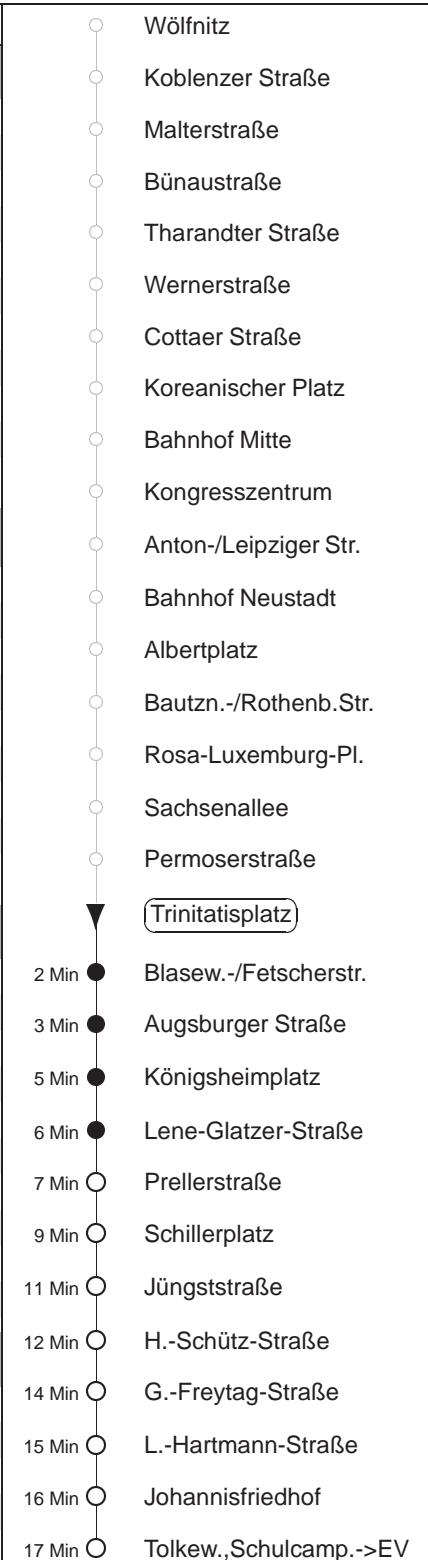 Wölfnitz
Koblenzer Straße
Malterstraße
Bünaustraße
Tharandter Straße
Wernerstraße
Cottaer Straße
Koreanischer Platz
Bahnhof Mitte
Kongresszentrum
Anton-/Leipziger Str.
Bahnhof Neustadt
Albertplatz
Bautzn.-/Rothenb.Str.
Rosa-Luxemburg-Pl.
Sachsenallee
Permoserstraße
Trinitatisplatz
2 Min Blasew.-/Fetscherstr.
3 Min Augsburger Straße
5 Min Königsheimplatz
6 Min Lene-Glatzer-Straße
7 Min Prellerstraße
9 Min Schillerplatz
11 Min Jüngststraße
12 Min H.-Schütz-Straße
14 Min G.-Freytag-Straße
15 Min L.-Hartmann-Straße
16 Min Johannisfriedhof
17 Min Tolkew.,Schulcamp.->EV